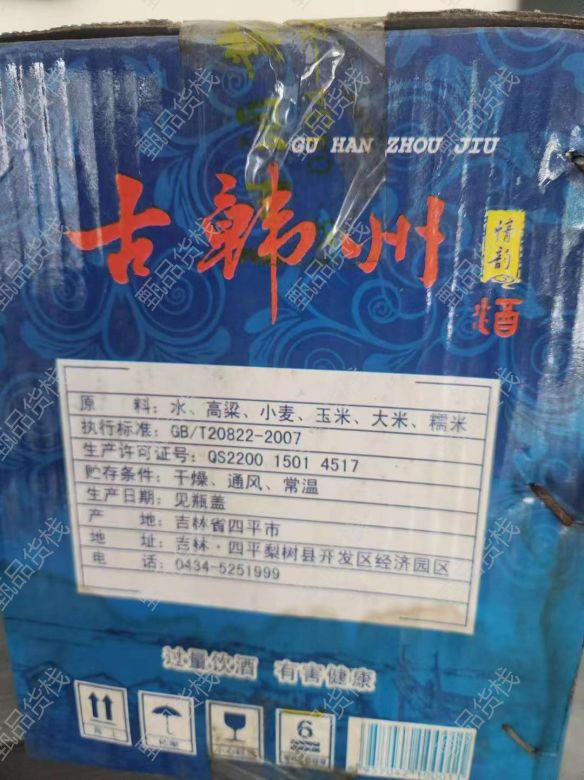 GU HAN ZHOU JIU
古韩州
情韵
酒
原 料：水、高粱、小麦、玉米、大米、糯米
执行标准：GB/T20822-2007
生产许可证号：QS2200 1501 4517
贮存条件：干燥、通风、常温
生产日期：见瓶盖
产 地：吉林省四平市
地 址：吉林·四平梨树县开发区经济园区
电 话：0434-5251999
过量饮酒 有害健康
6
甄品货栈